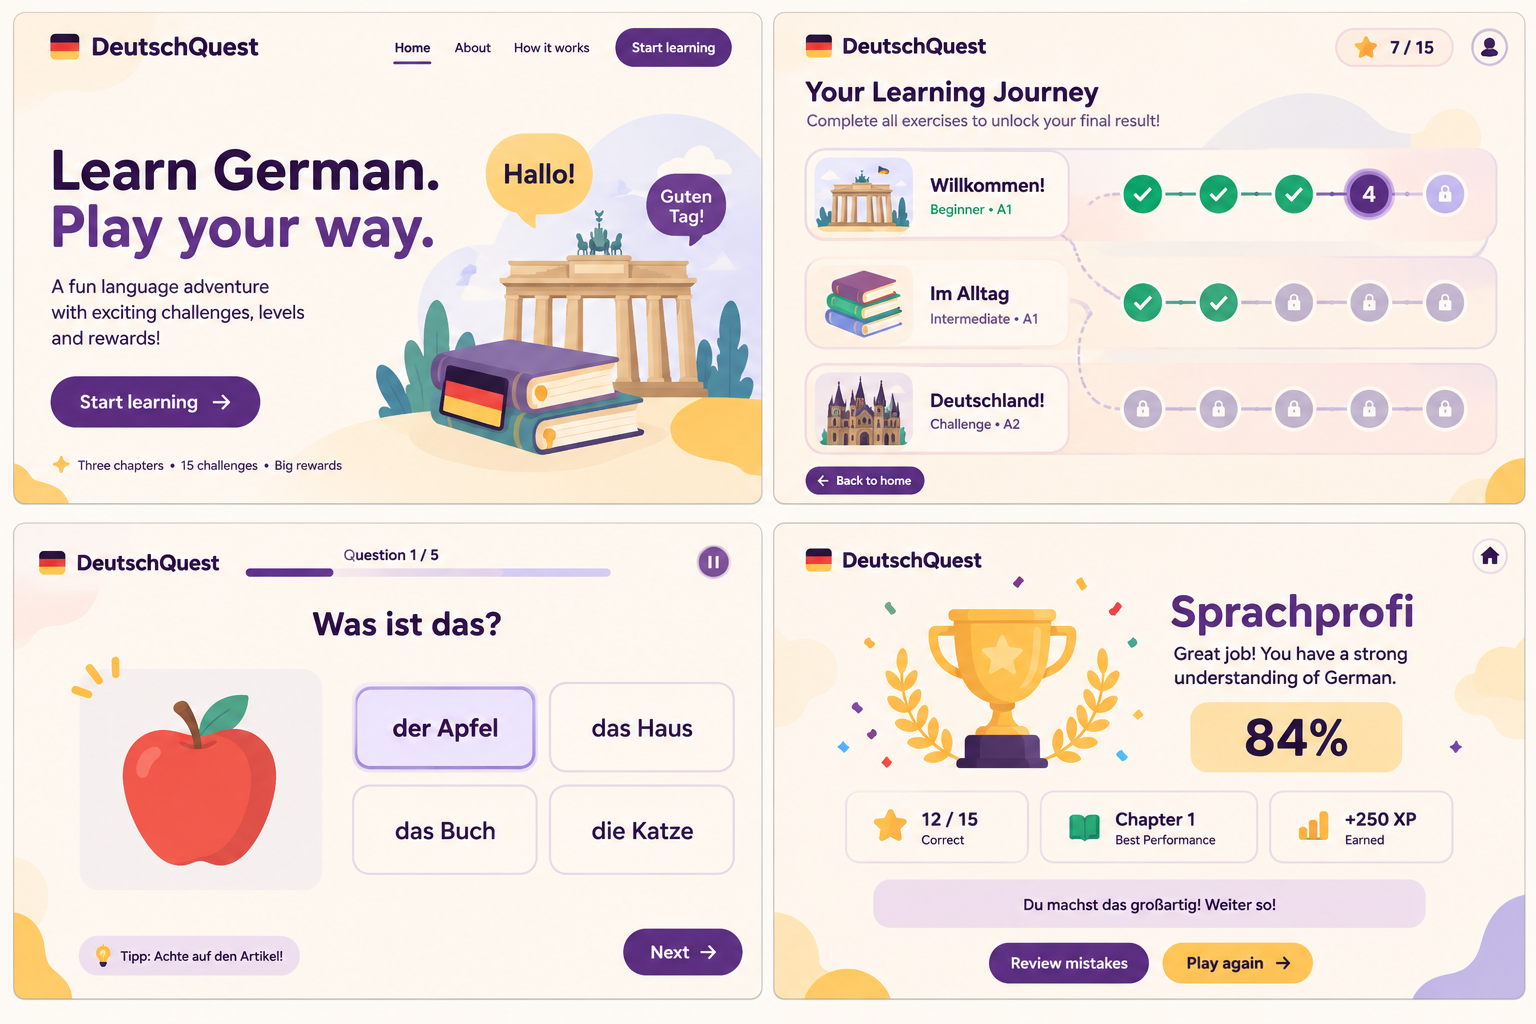 DeutschQuest
Home About How it works Start learning
Learn German.
Play your way.
A fun language adventure
with exciting challenges, levels
and rewards!
Start learning →
Three chapters • 15 challenges • Big rewards
Hallo!
Guten
Tag!
DeutschQuest
7 / 15
Your Learning Journey
Complete all exercises to unlock your final result!
Willkommen!
Beginner • A1
4
Im Alltag
Intermediate • A1
Deutschland!
Challenge • A2
← Back to home
DeutschQuest
Question 1 / 5
Was ist das?
der Apfel
das Haus
das Buch
die Katze
Tipp: Achte auf den Artikel!
Next →
DeutschQuest
Sprachprofi
Great job! You have a strong
understanding of German.
84%
12 / 15
Correct
Chapter 1
Best Performance
+250 XP
Earned
Du machst das großartig! Weiter so!
Review mistakes
Play again →